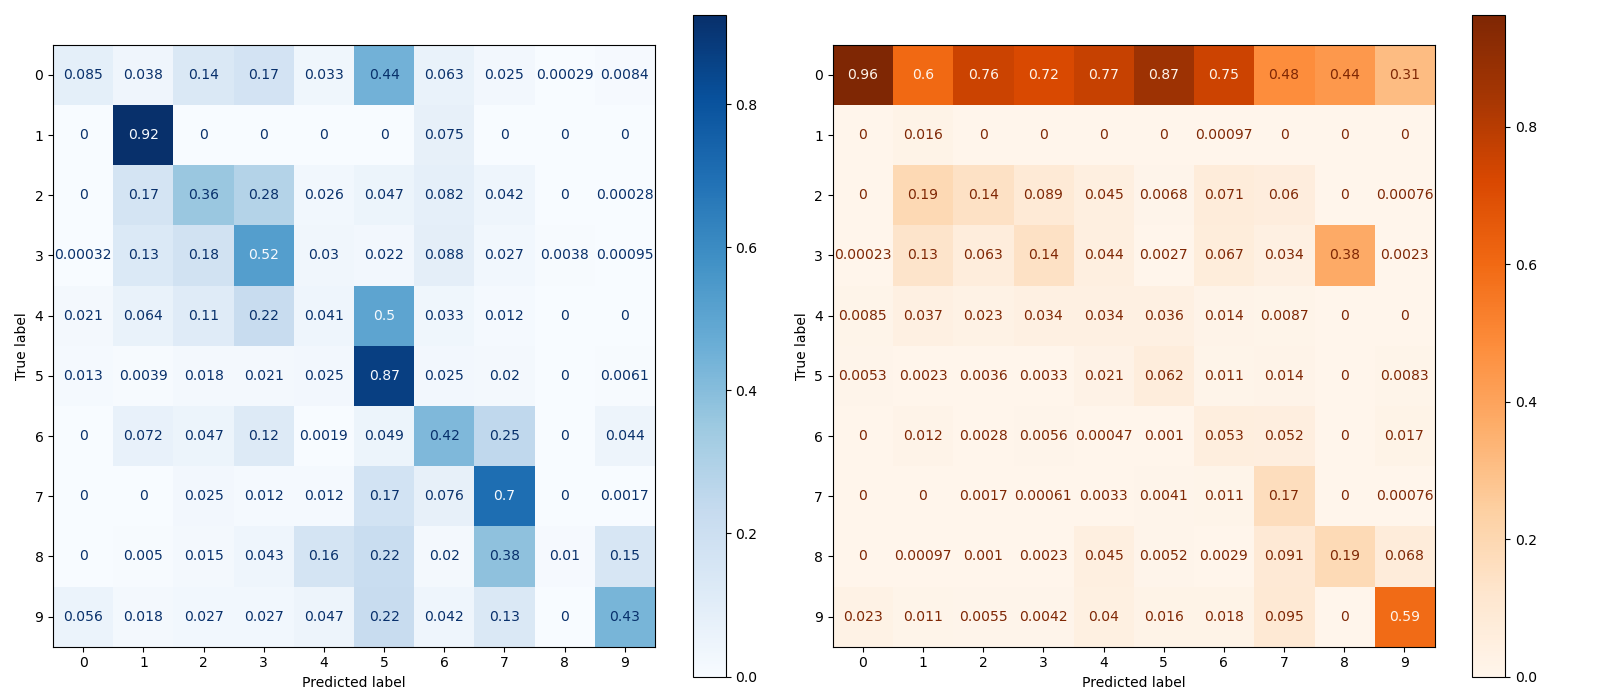 0 0.085 0.038 0.14 0.17 0.033 0.44 0.063 0.025 0.00029 0.0084
1 0 0.92 0 0 0 0 0.075 0 0 0
2 0 0.17 0.36 0.28 0.026 0.047 0.082 0.042 0 0.00028
3 0.00032 0.13 0.18 0.52 0.03 0.022 0.088 0.027 0.0038 0.00095
4 0.021 0.064 0.11 0.22 0.041 0.5 0.033 0.012 0 0
5 0.013 0.0039 0.018 0.021 0.025 0.87 0.025 0.02 0 0.0061
6 0 0.072 0.047 0.12 0.0019 0.049 0.42 0.25 0 0.044
7 0 0 0.025 0.012 0.012 0.17 0.076 0.7 0 0.0017
8 0 0.005 0.015 0.043 0.16 0.22 0.02 0.38 0.01 0.15
9 0.056 0.018 0.027 0.027 0.047 0.22 0.042 0.13 0 0.43
0 1 2 3 4 5 6 7 8 9
Predicted label
True label
0.8
0.6
0.4
0.2
0.0
0 0.96 0.6 0.76 0.72 0.77 0.87 0.75 0.48 0.44 0.31
1 0 0.016 0 0 0 0 0.00097 0 0 0
2 0 0.19 0.14 0.089 0.045 0.0068 0.071 0.06 0 0.00076
3 0.00023 0.13 0.063 0.14 0.044 0.0027 0.067 0.034 0.38 0.0023
4 0.0085 0.037 0.023 0.034 0.034 0.036 0.014 0.0087 0 0
5 0.0053 0.0023 0.0036 0.0033 0.021 0.062 0.011 0.014 0 0.0083
6 0 0.012 0.0028 0.0056 0.00047 0.001 0.053 0.052 0 0.017
7 0 0 0.0017 0.00061 0.0033 0.0041 0.011 0.17 0 0.00076
8 0 0.00097 0.001 0.0023 0.045 0.0052 0.0029 0.091 0.19 0.068
9 0.023 0.011 0.0055 0.0042 0.04 0.016 0.018 0.095 0 0.59
0 1 2 3 4 5 6 7 8 9
Predicted label
True label
0.8
0.6
0.4
0.2
0.0